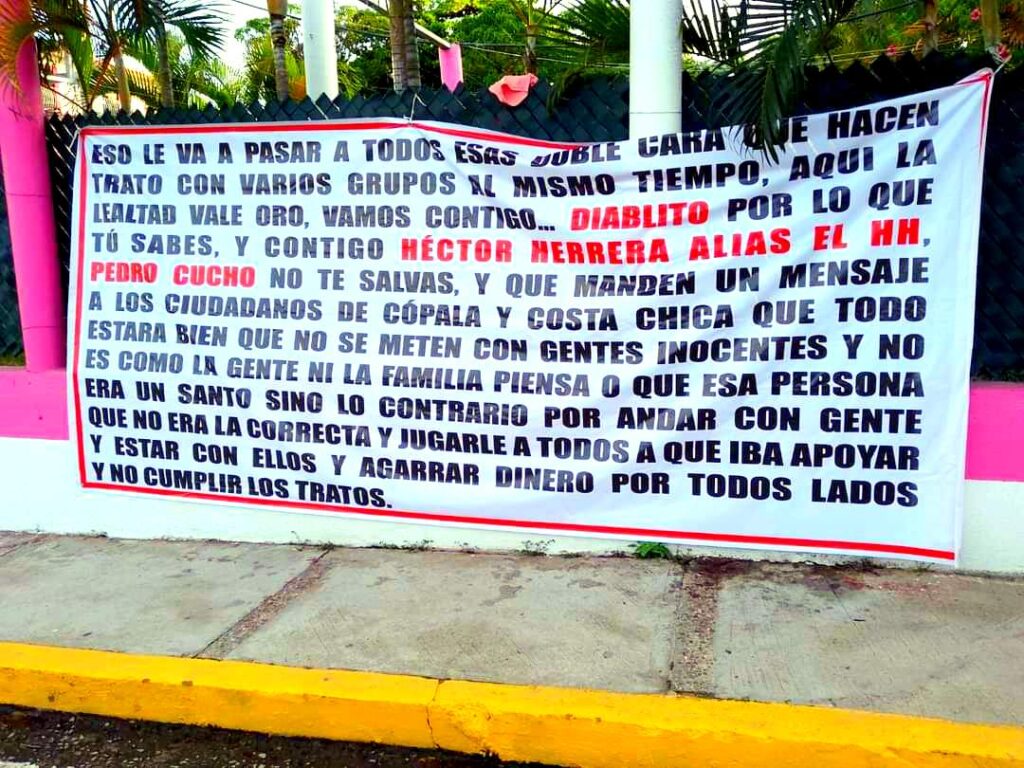 ESO LE VA A PASAR A TODOS ESAS DOBLE CARA QUE HACEN
TRATO CON VARIOS GRUPOS AL MISMO TIEMPO, AQUI LA
LEALTAD VALE ORO, VAMOS CONTIGO... DIABLITO POR LO QUE
TÚ SABES, Y CONTIGO HÉCTOR HERRERA ALIAS EL HH,
PEDRO CUCHO NO TE SALVAS, Y QUE MANDEN UN MENSAJE
A LOS CIUDADANOS DE CÓPALA Y COSTA CHICA QUE TODO
ESTARA BIEN QUE NO SE METEN CON GENTES INOCENTES Y NO
ES COMO LA GENTE NI LA FAMILIA PIENSA O QUE ESA PERSONA
ERA UN SANTO SINO LO CONTRARIO POR ANDAR CON GENTE
QUE NO ERA LA CORRECTA Y JUGARLE A TODOS A QUE IBA APOYAR
Y ESTAR CON ELLOS Y AGARRAR DINERO POR TODOS LADOS
Y NO CUMPLIR LOS TRATOS.